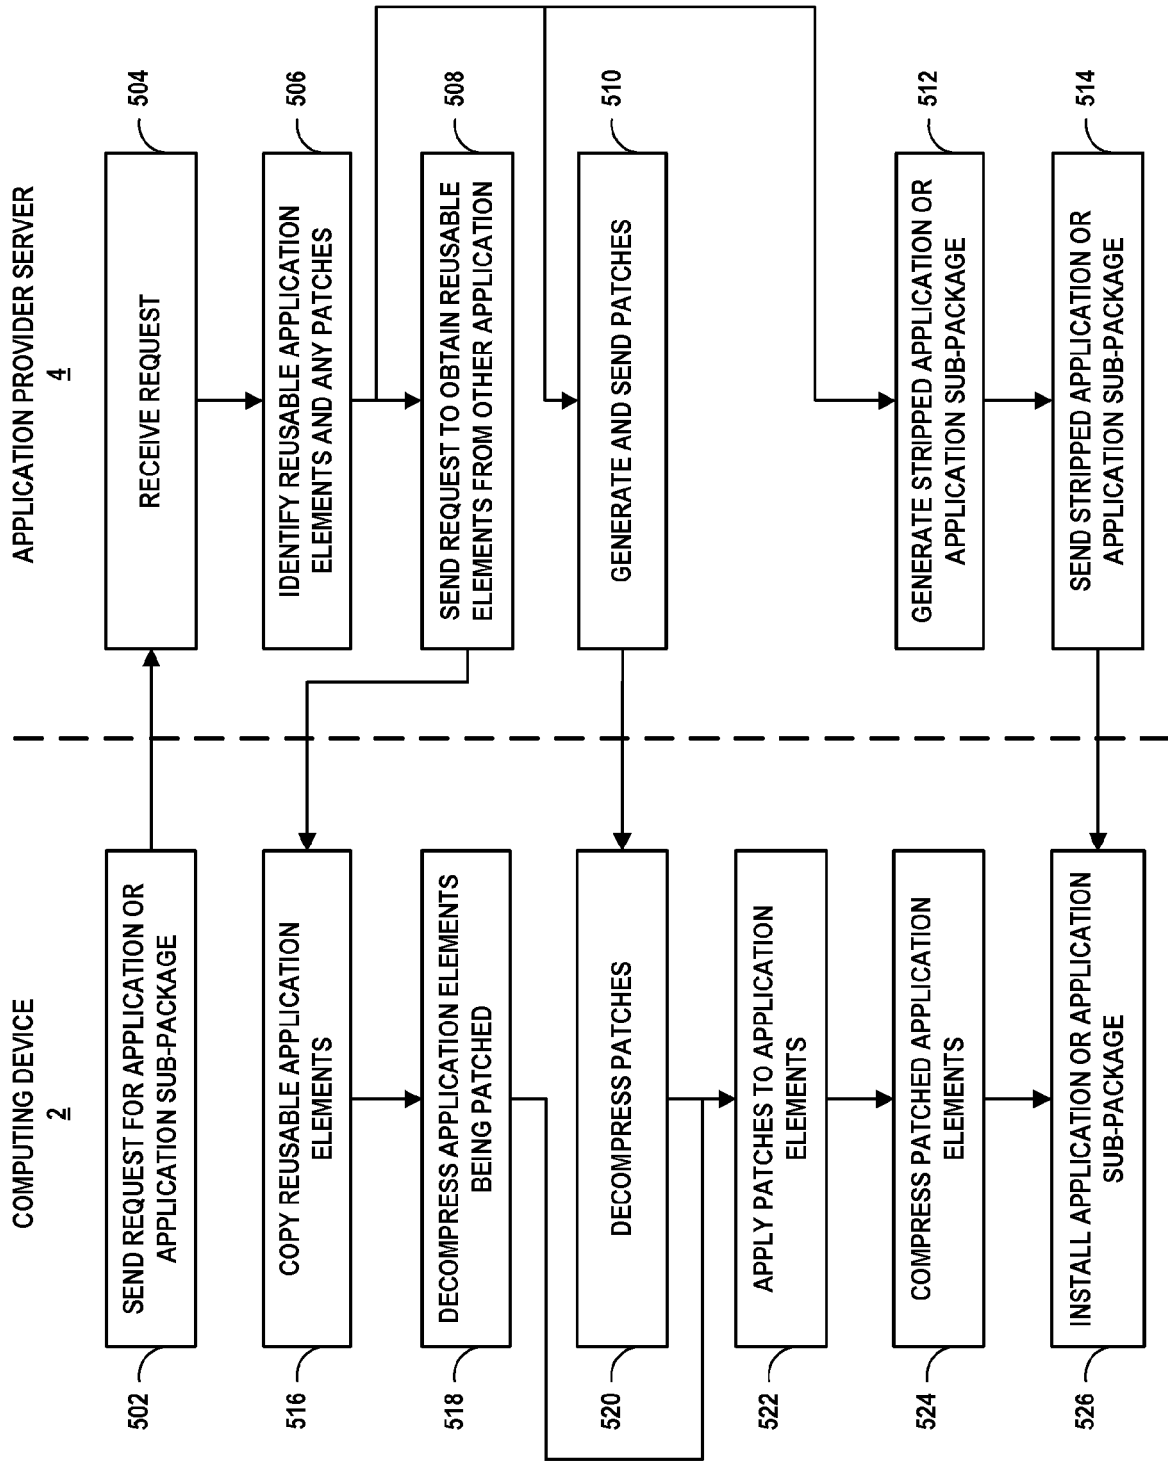 COMPUTING DEVICE
2
APPLICATION PROVIDER SERVER
4
502
SEND REQUEST FOR APPLICATION OR
APPLICATION SUB-PACKAGE
RECEIVE REQUEST
504
516
COPY REUSABLE APPLICATION
ELEMENTS
IDENTIFY REUSABLE APPLICATION
ELEMENTS AND ANY PATCHES
506
518
DECOMPRESS APPLICATION ELEMENTS
BEING PATCHED
SEND REQUEST TO OBTAIN REUSABLE
ELEMENTS FROM OTHER APPLICATION
508
520
DECOMPRESS PATCHES
GENERATE AND SEND PATCHES
510
522
APPLY PATCHES TO APPLICATION
ELEMENTS
524
COMPRESS PATCHED APPLICATION
ELEMENTS
GENERATE STRIPPED APPLICATION OR
APPLICATION SUB-PACKAGE
512
526
INSTALL APPLICATION OR APPLICATION
SUB-PACKAGE
SEND STRIPPED APPLICATION OR
APPLICATION SUB-PACKAGE
514